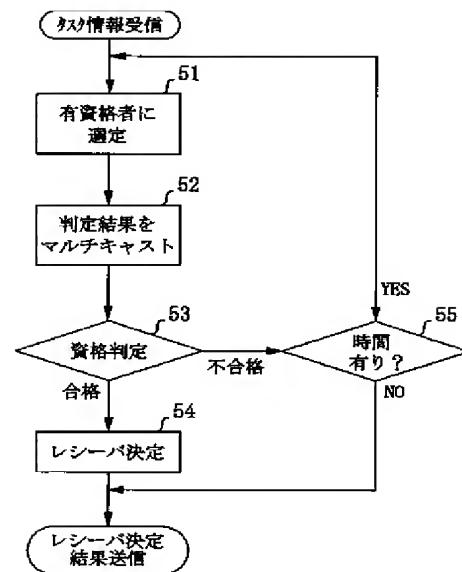 タスク情報受信
51
有資格者に
選定
52
判定結果を
マルチキャスト
53
資格判定
不合格
合格
YES
55
時間
有り？
NO
54
レシーバ決定
レシーバ決定
結果送信